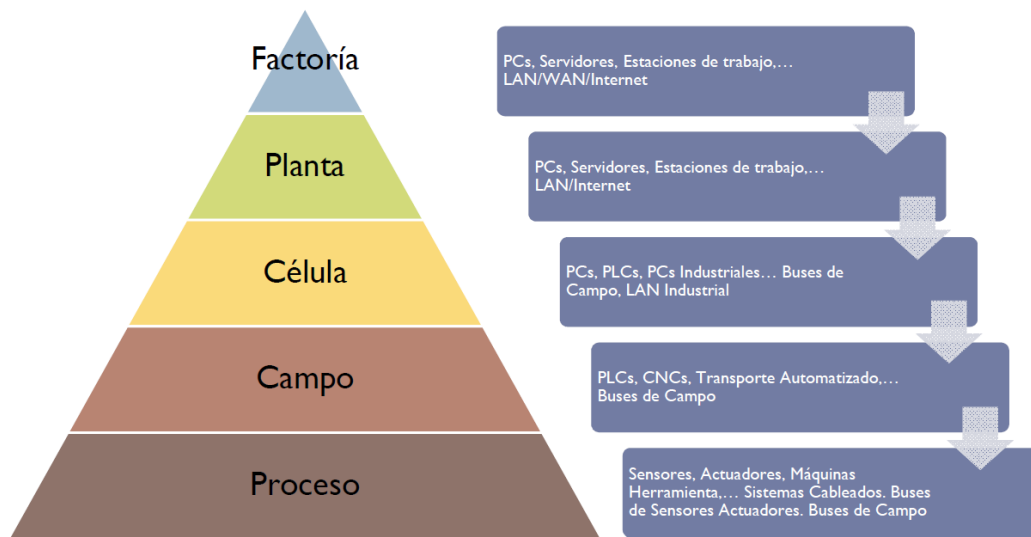 Factoría
PCs, Servidores, Estaciones de trabajo,...
LAN/WAN/Internet
Planta
PCs, Servidores, Estaciones de trabajo,...
LAN/Internet
Célula
PCs, PLCs, PCs Industriales... Buses de
Campo, LAN Industrial
Campo
PLCs, CNCs, Transporte Automatizado,...
Buses de Campo
Proceso
Sensores, Actuadores, Máquinas
Herramienta,... Sistemas Cableados. Buses
de Sensores Actuadores. Buses de Campo